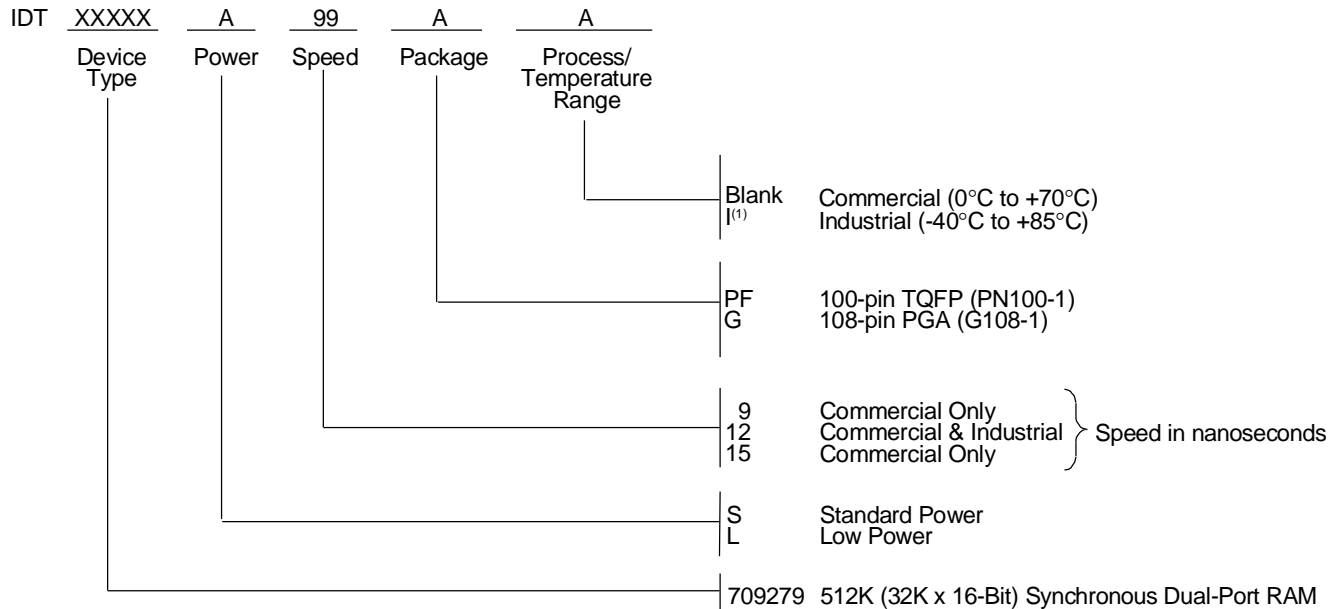 IDT XXXXX A 99 A A
Device Type Power Speed Package Process/ Temperature Range
Blank Commercial (0°C to +70°C)
I(1) Industrial (-40°C to +85°C)
PF 100-pin TQFP (PN100-1)
G 108-pin PGA (G108-1)
9 Commercial Only
12 Commercial & Industrial Speed in nanoseconds
15 Commercial Only
S Standard Power
L Low Power
709279 512K (32K x 16-Bit) Synchronous Dual-Port RAM